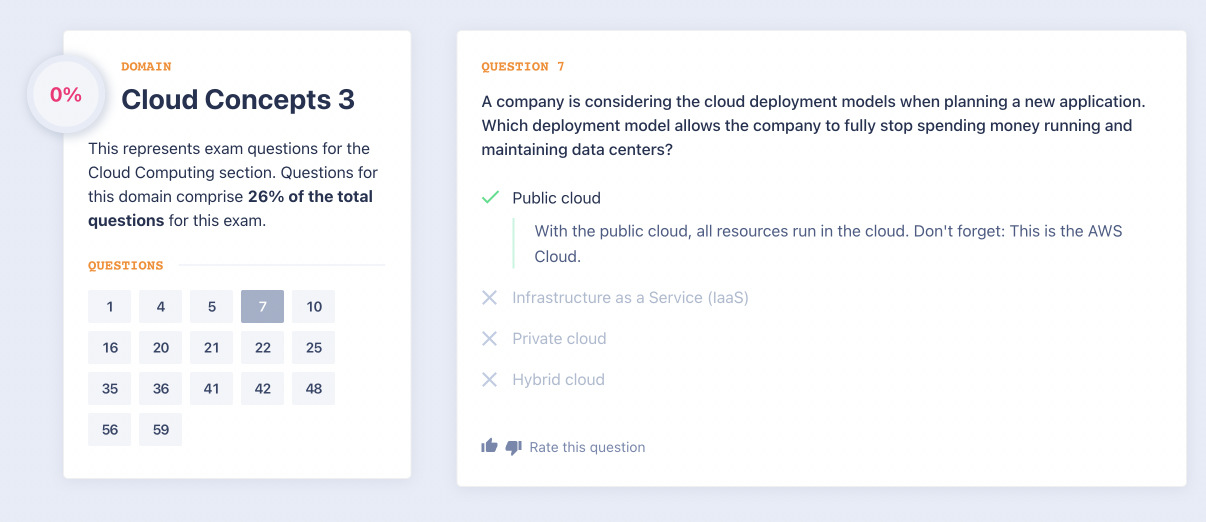 0%
DOMAIN
Cloud Concepts 3
This represents exam questions for the
Cloud Computing section. Questions for
this domain comprise 26% of the total
questions for this exam.
QUESTIONS
1 4 5 7 10
16 20 21 22 25
35 36 41 42 48
56 59
QUESTION 7
A company is considering the cloud deployment models when planning a new application.
Which deployment model allows the company to fully stop spending money running and
maintaining data centers?
Public cloud
With the public cloud, all resources run in the cloud. Don't forget: This is the AWS
Cloud.
Infrastructure as a Service (IaaS)
Private cloud
Hybrid cloud
Rate this question